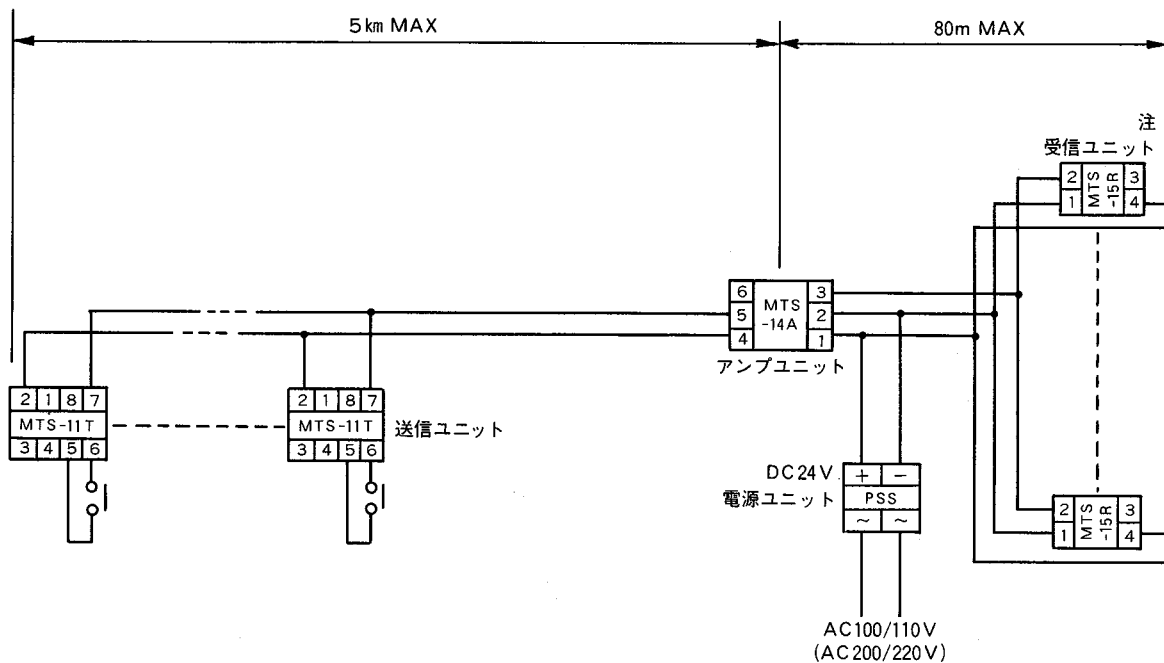 5km MAX
80m MAX
注
受信ユニット
2 MTS -15R 3
1 4
6 MTS -14A 3
5 2
4 1
アンプユニット
2 1 8 7
MTS-11T
3 4 5 6
2 1 8 7
MTS-11T
3 4 5 6
送信ユニット
DC24V
電源ユニット
+ −
PSS
~ ~
2 MTS -15R 3
1 4
AC100/110V
(AC200/220V)